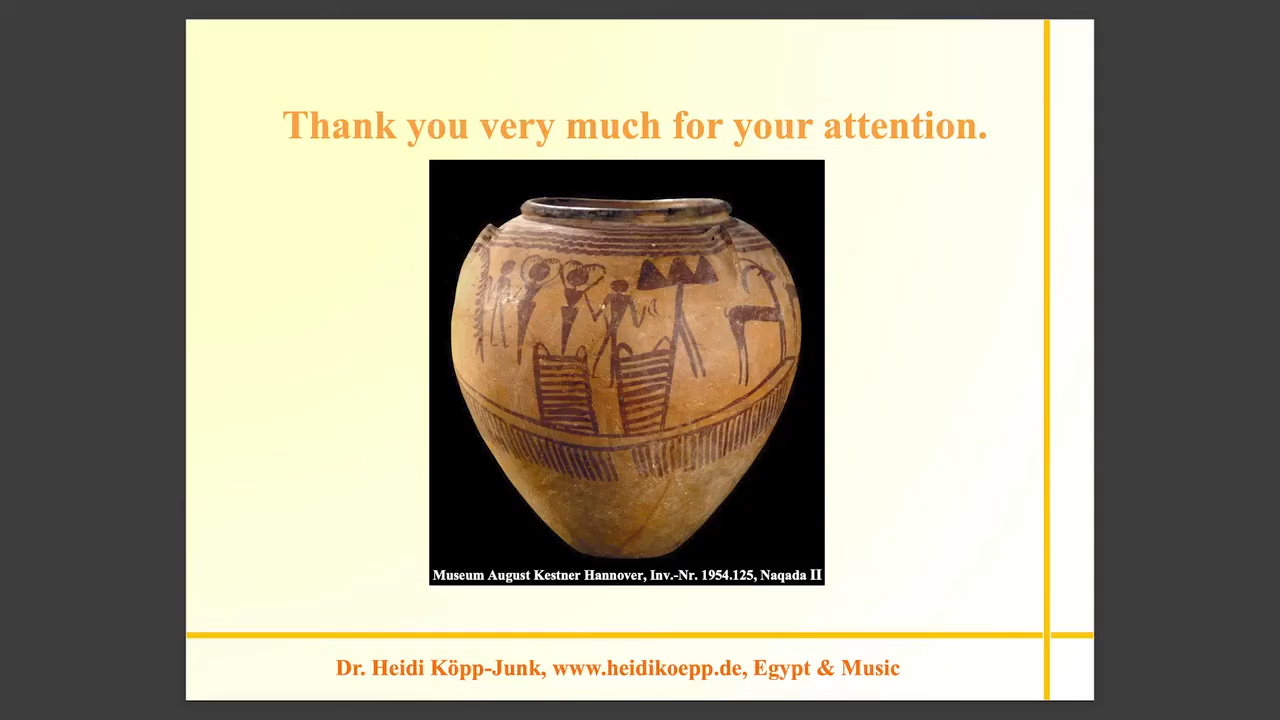 Thank you very much for your attention.
Museum August Kestner Hannover, Inv.-Nr. 1954.125, Naqada II
Dr. Heidi Köpp-Junk, www.heidikoepp.de, Egypt & Music